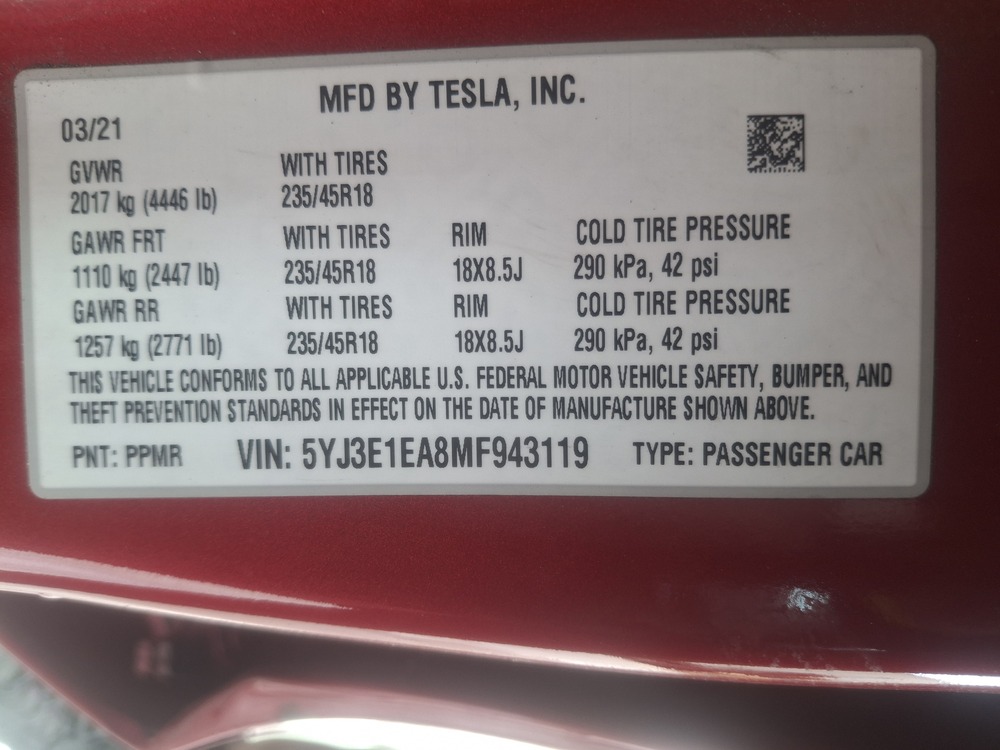 MFD BY TESLA, INC.
03/21
GVWR WITH TIRES
2017 kg (4446 lb) 235/45R18
GAWR FRT WITH TIRES RIM COLD TIRE PRESSURE
1110 kg (2447 lb) 235/45R18 18X8.5J 290 kPa, 42 psi
GAWR RR WITH TIRES RIM COLD TIRE PRESSURE
1257 kg (2771 lb) 235/45R18 18X8.5J 290 kPa, 42 psi
THIS VEHICLE CONFORMS TO ALL APPLICABLE U.S. FEDERAL MOTOR VEHICLE SAFETY, BUMPER, AND
THEFT PREVENTION STANDARDS IN EFFECT ON THE DATE OF MANUFACTURE SHOWN ABOVE.
PNT: PPMR VIN: 5YJ3E1EA8MF943119 TYPE: PASSENGER CAR